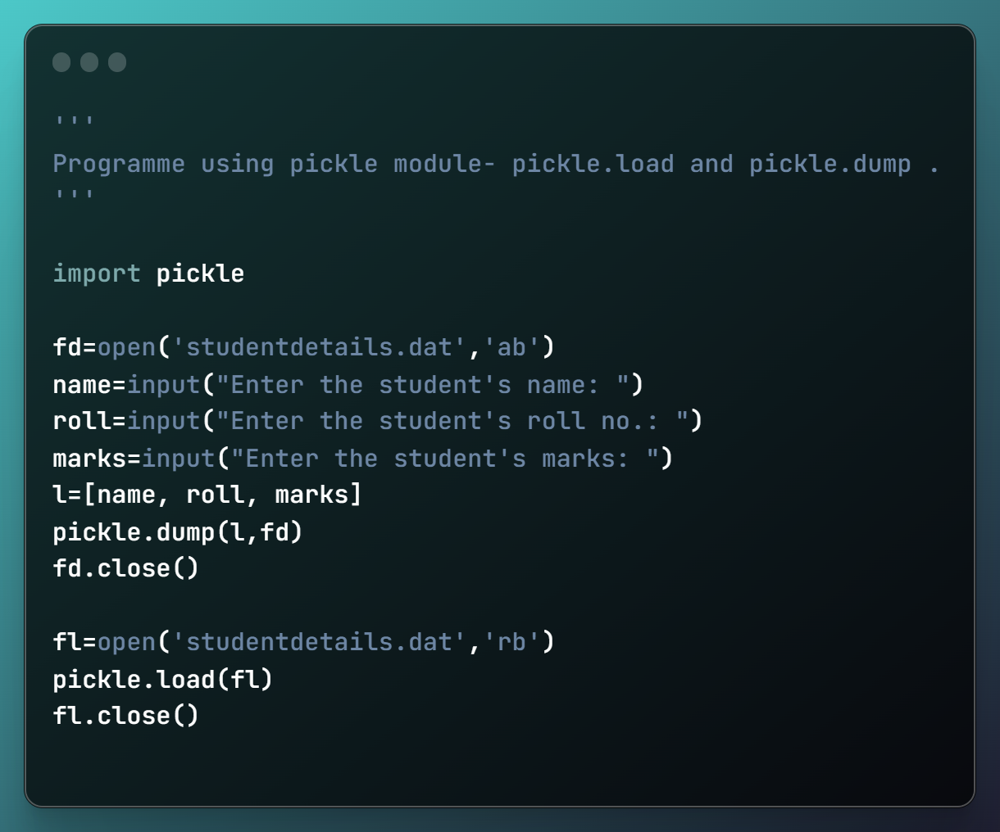 '''
Programme using pickle module- pickle.load and pickle.dump .
'''
import pickle
fd=open('studentdetails.dat','ab')
name=input("Enter the student's name: ")
roll=input("Enter the student's roll no.: ")
marks=input("Enter the student's marks: ")
l=[name, roll, marks]
pickle.dump(l,fd)
fd.close()
fl=open('studentdetails.dat','rb')
pickle.load(fl)
fl.close()